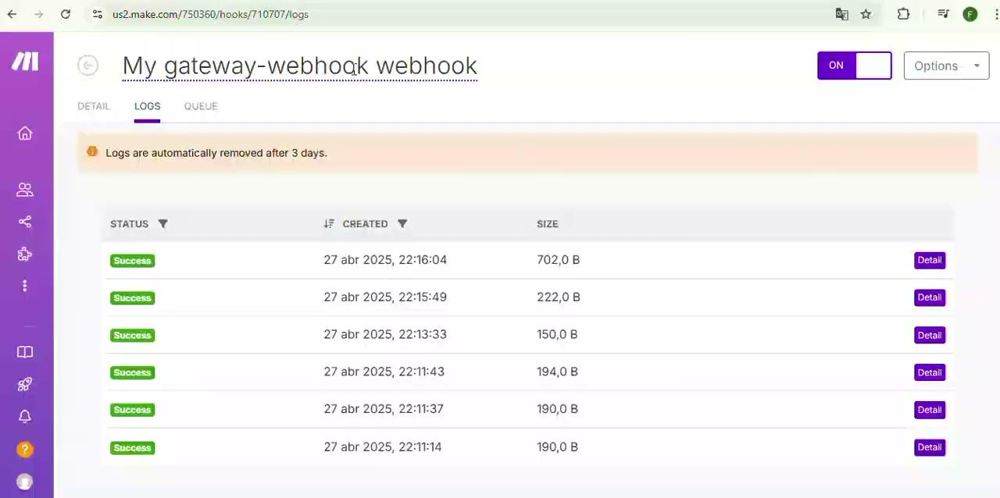 us2.make.com/750360/hooks/710707/logs
F
My gateway-webhook webhook
ON
Options
DETAIL LOGS QUEUE
Logs are automatically removed after 3 days.
STATUS CREATED SIZE
Success 27 abr 2025, 22:16:04 702,0 B Detail
Success 27 abr 2025, 22:15:49 222,0 B Detail
Success 27 abr 2025, 22:13:33 150,0 B Detail
Success 27 abr 2025, 22:11:43 194,0 B Detail
Success 27 abr 2025, 22:11:37 190,0 B Detail
Success 27 abr 2025, 22:11:14 190,0 B Detail
?